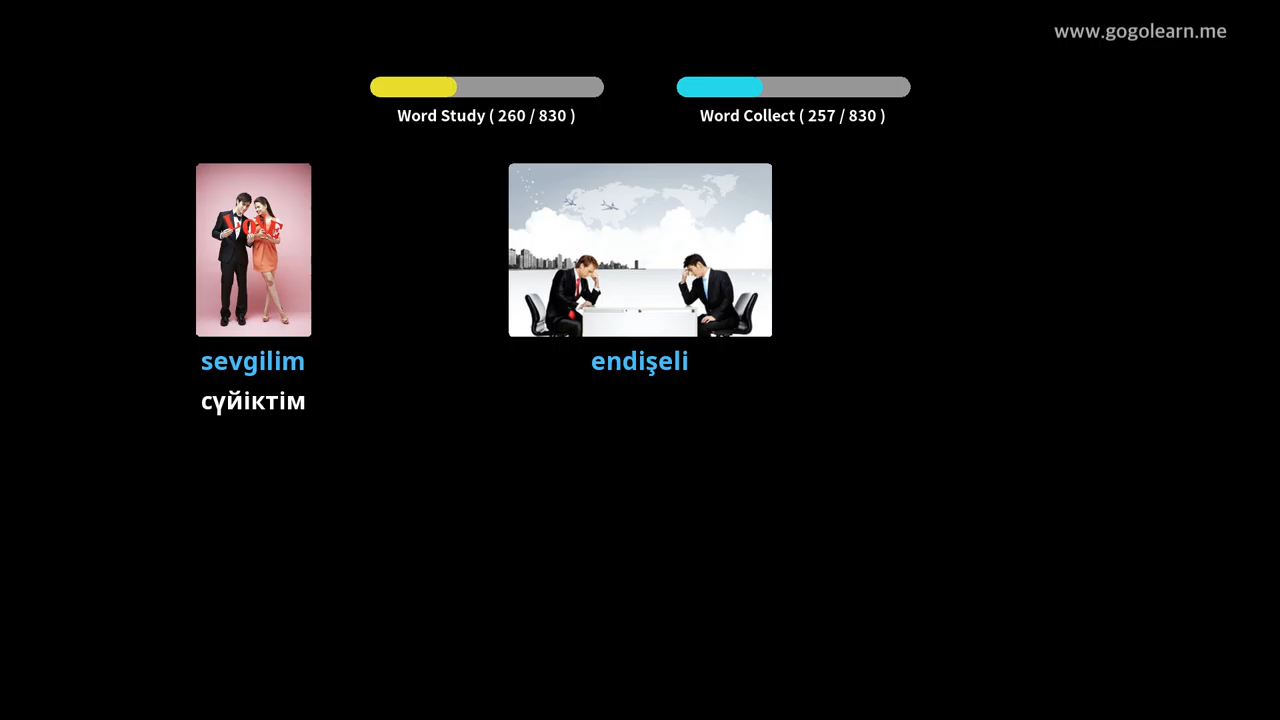 www.gogolearn.me
Word Study ( 260 / 830 )
Word Collect ( 257 / 830 )
sevgilim
сүйіктім
endişeli